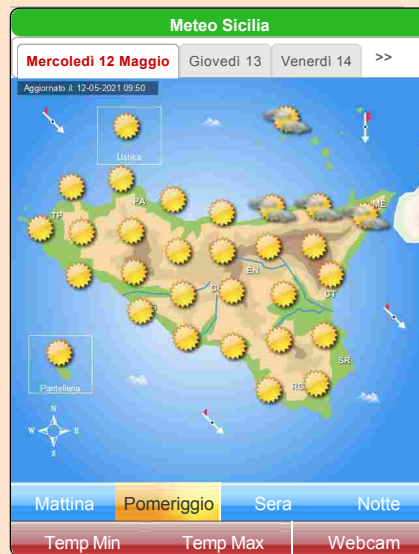 Meteo Sicilia
Mercoledì 12 Maggio Giovedì 13 Venerdì 14 >>
Aggiornato il: 12-05-2021 09:50
Ustica
PA
TP
ME
EN
CT
SR
RG
Pantelleria
N
W E
S
Mattina Pomeriggio Sera Notte
Temp Min Temp Max Webcam